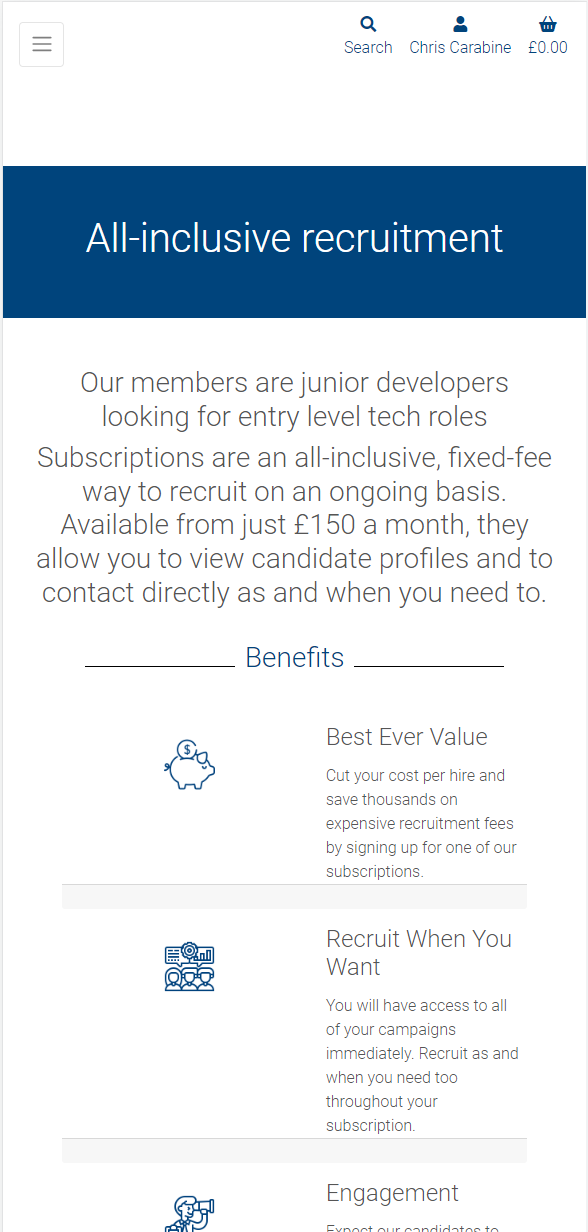 Search
Chris Carabine
£0.00
All-inclusive recruitment
Our members are junior developers
looking for entry level tech roles
Subscriptions are an all-inclusive, fixed-fee
way to recruit on an ongoing basis.
Available from just £150 a month, they
allow you to view candidate profiles and to
contact directly as and when you need to.
Benefits
$
Best Ever Value
Cut your cost per hire and
save thousands on
expensive recruitment fees
by signing up for one of our
subscriptions.
Recruit When You
Want
You will have access to all
of your campaigns
immediately. Recruit as and
when you need too
throughout your
subscription.
Engagement
Expect our candidates to